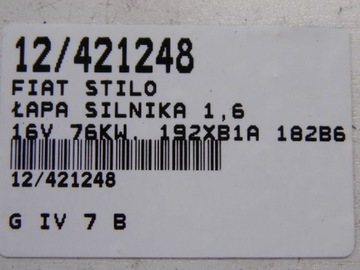 12/421248
FIAT STILO
ŁAPA SILNIKA 1,6
16V 76KW. 192XB1A 182B6
12/421248
G IV 7 B